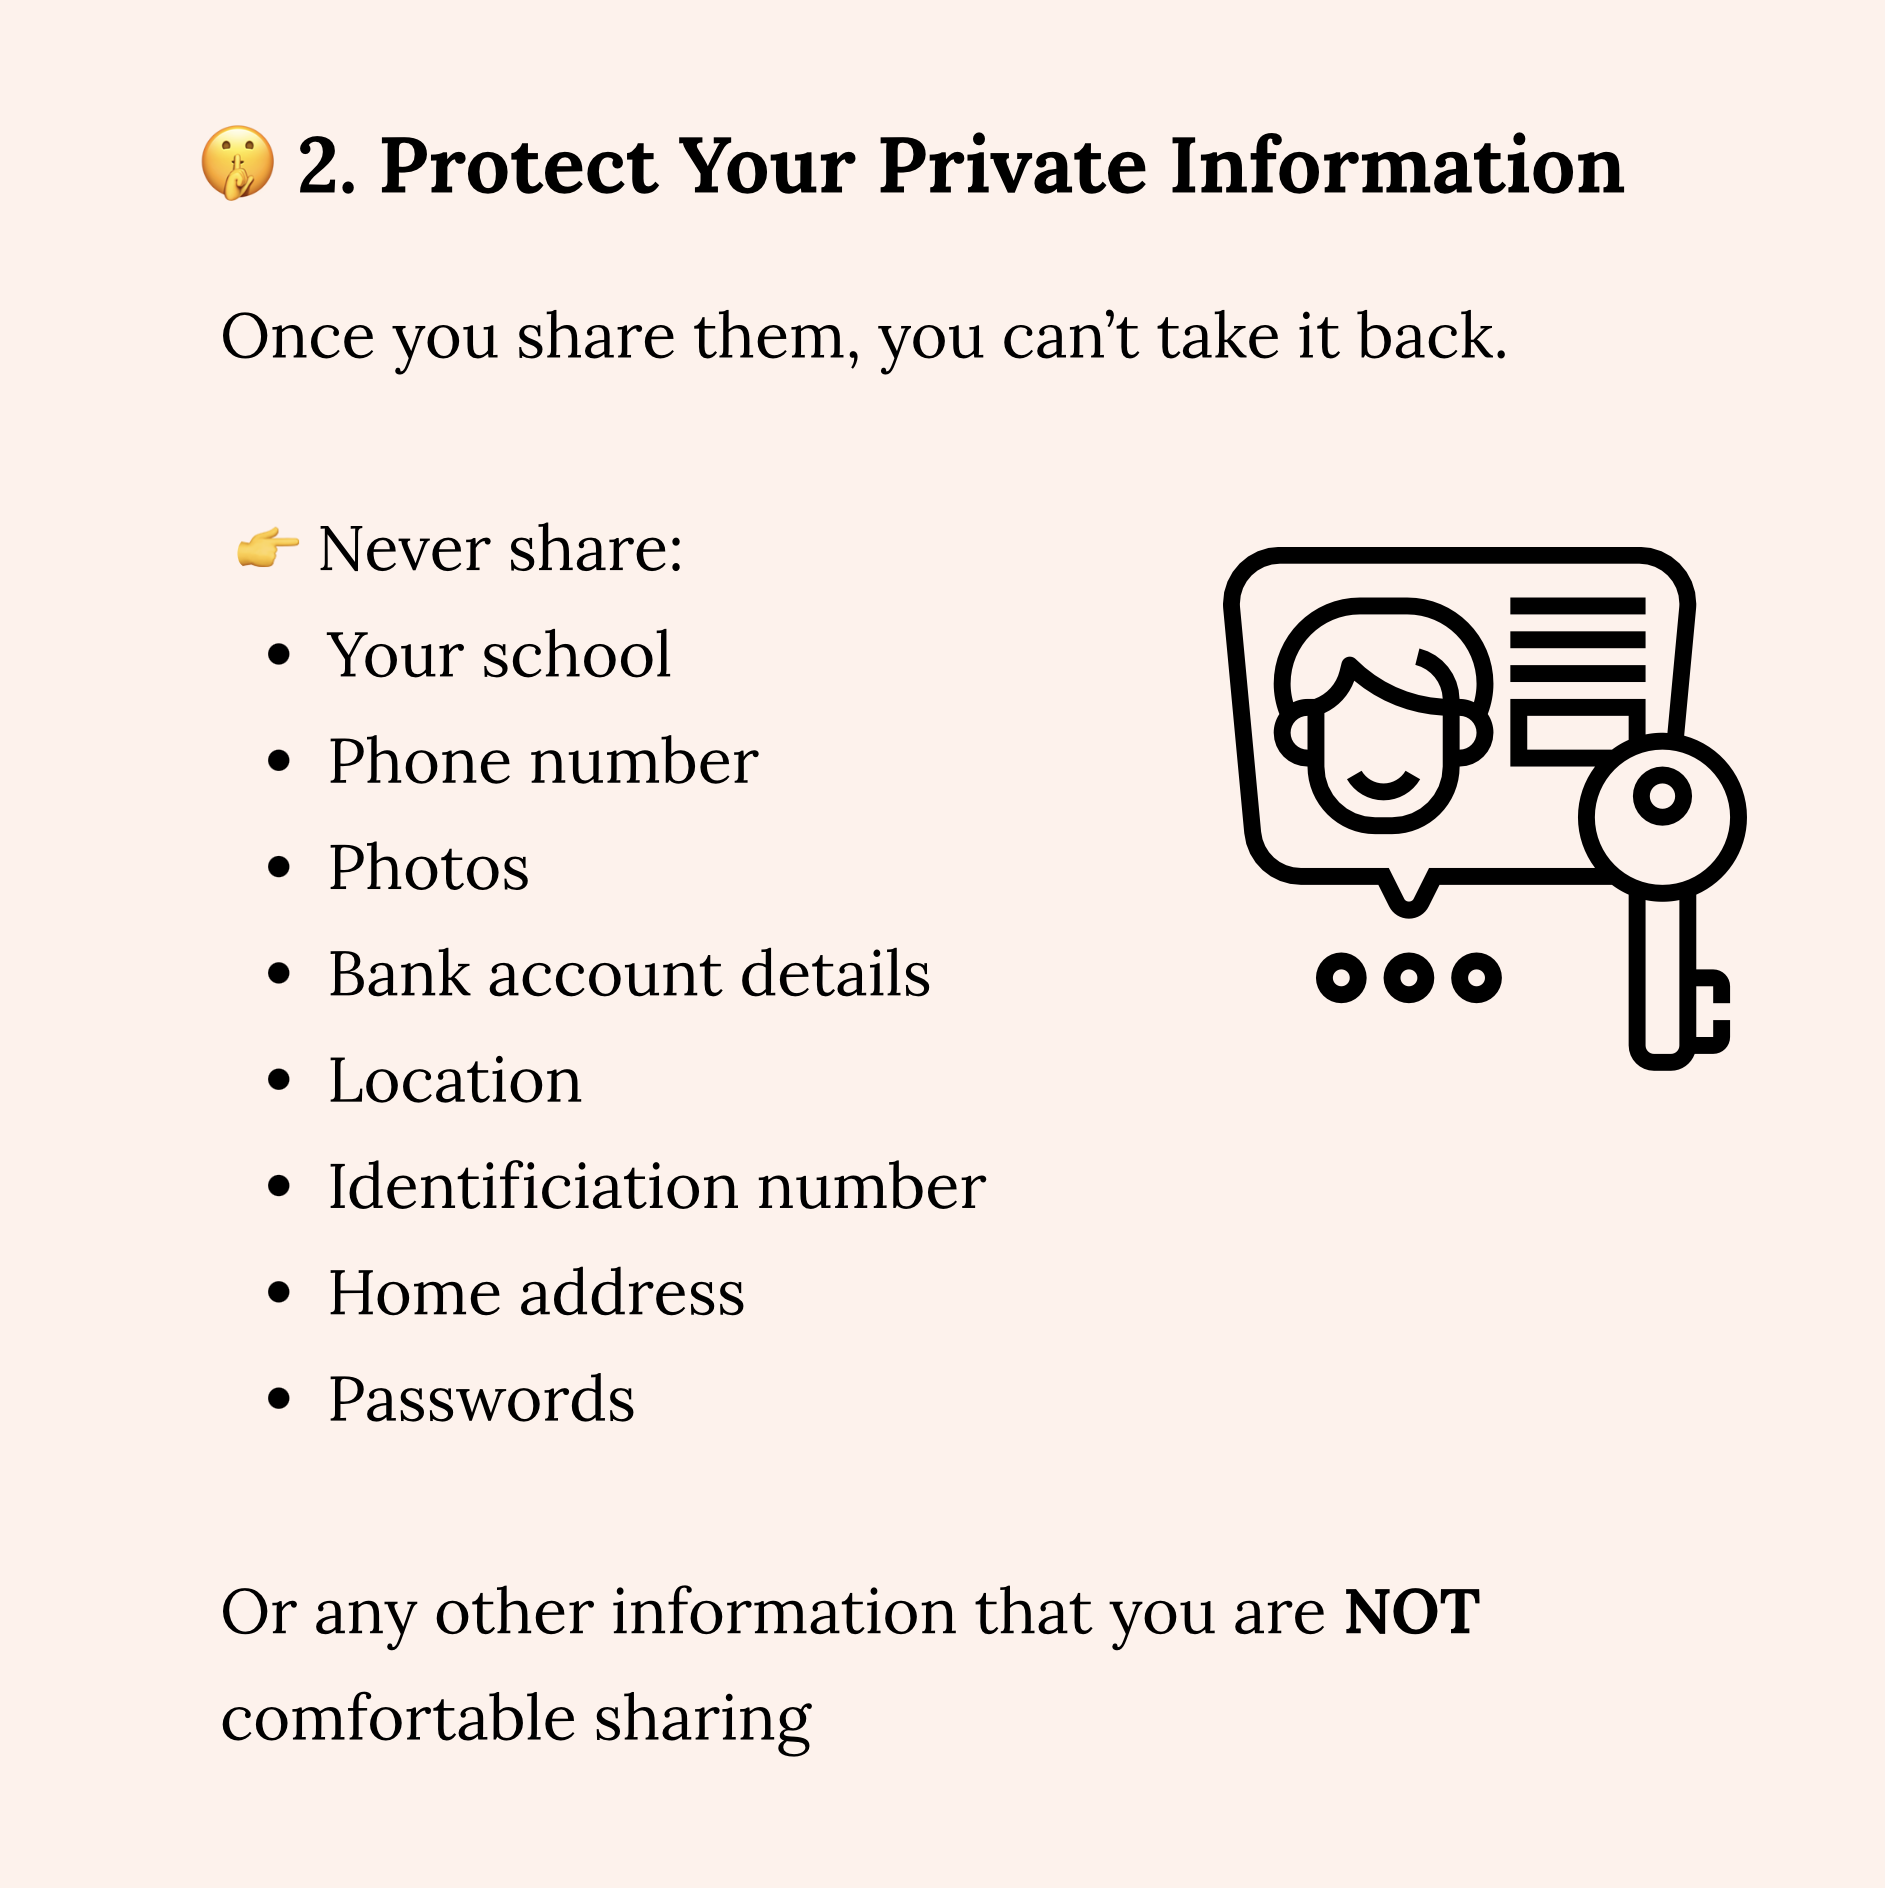 🤫 2. Protect Your Private Information
Once you share them, you can’t take it back.
👉 Never share:
• Your school
• Phone number
• Photos
• Bank account details
• Location
• Identificiation number
• Home address
• Passwords
Or any other information that you are NOT
comfortable sharing